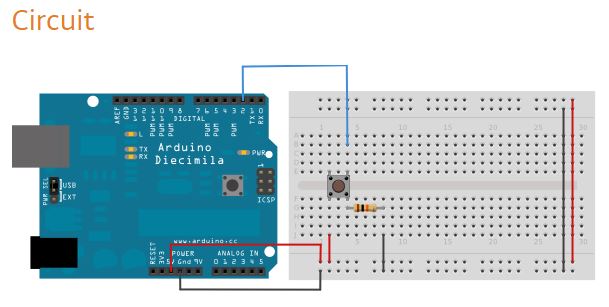 Circuit
AREF
GND
13
12
11
10
9
8
7
6
5
4
3
2
1
0
PWM
PWM
PWM
PWM
PWM
PWM
TX
RX
DIGITAL
L
TX
RX
Arduino
Diecimila
PWR
1
ICSP
PWR SEL
USB
EXT
www.arduino.cc
POWER
ANALOG IN
RESET
3V3
5V
Gnd
9V
0 1 2 3 4 5
1 5 10 15 20 25 30
1 5 10 15 20 25 30